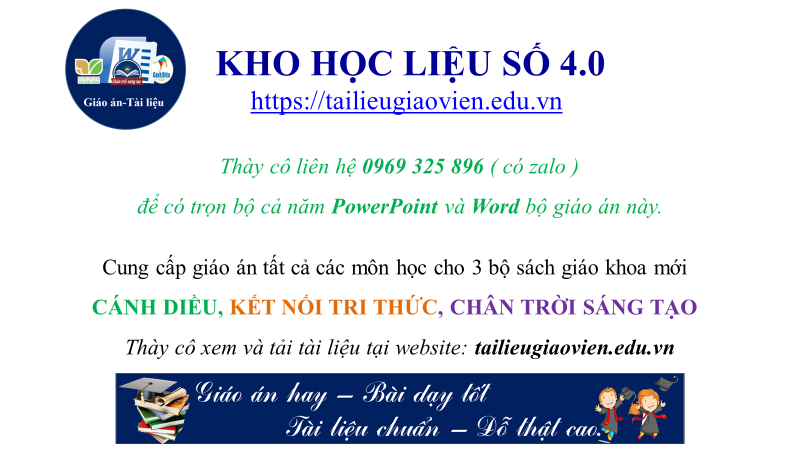 Giáo án-Tài liệu
KHO HỌC LIỆU SỐ 4.0
https://tailieugiaovien.edu.vn
Thày cô liên hệ 0969 325 896 ( có zalo )
để có trọn bộ cả năm PowerPoint và Word bộ giáo án này.
Cung cấp giáo án tất cả các môn học cho 3 bộ sách giáo khoa mới
CÁNH DIỀU, KẾT NỐI TRI THỨC, CHÂN TRỜI SÁNG TẠO
Thày cô xem và tải tài liệu tại website: tailieugiaovien.edu.vn
Giáo án hay – Bài dạy tốt
Tài liệu chuẩn – Đỗ thật cao.